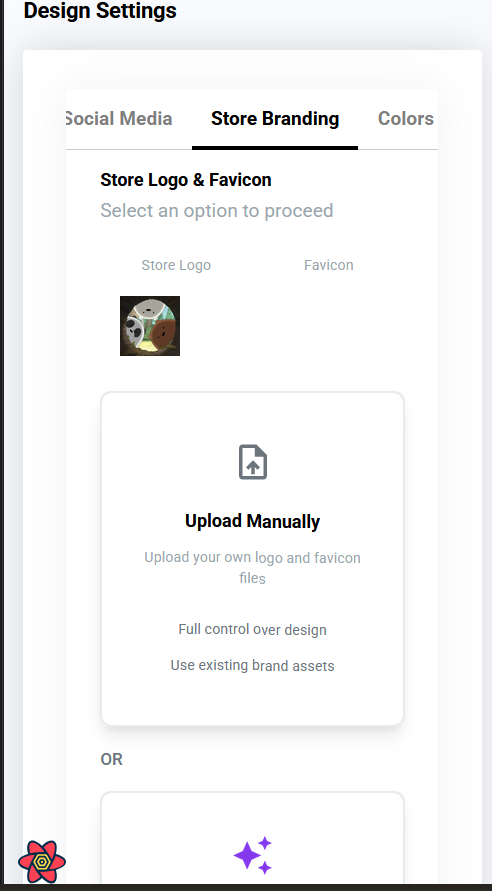 Design Settings
Social Media Store Branding Colors
Store Logo & Favicon
Select an option to proceed
Store Logo Favicon
Upload Manually
Upload your own logo and favicon
files
Full control over design
Use existing brand assets
OR